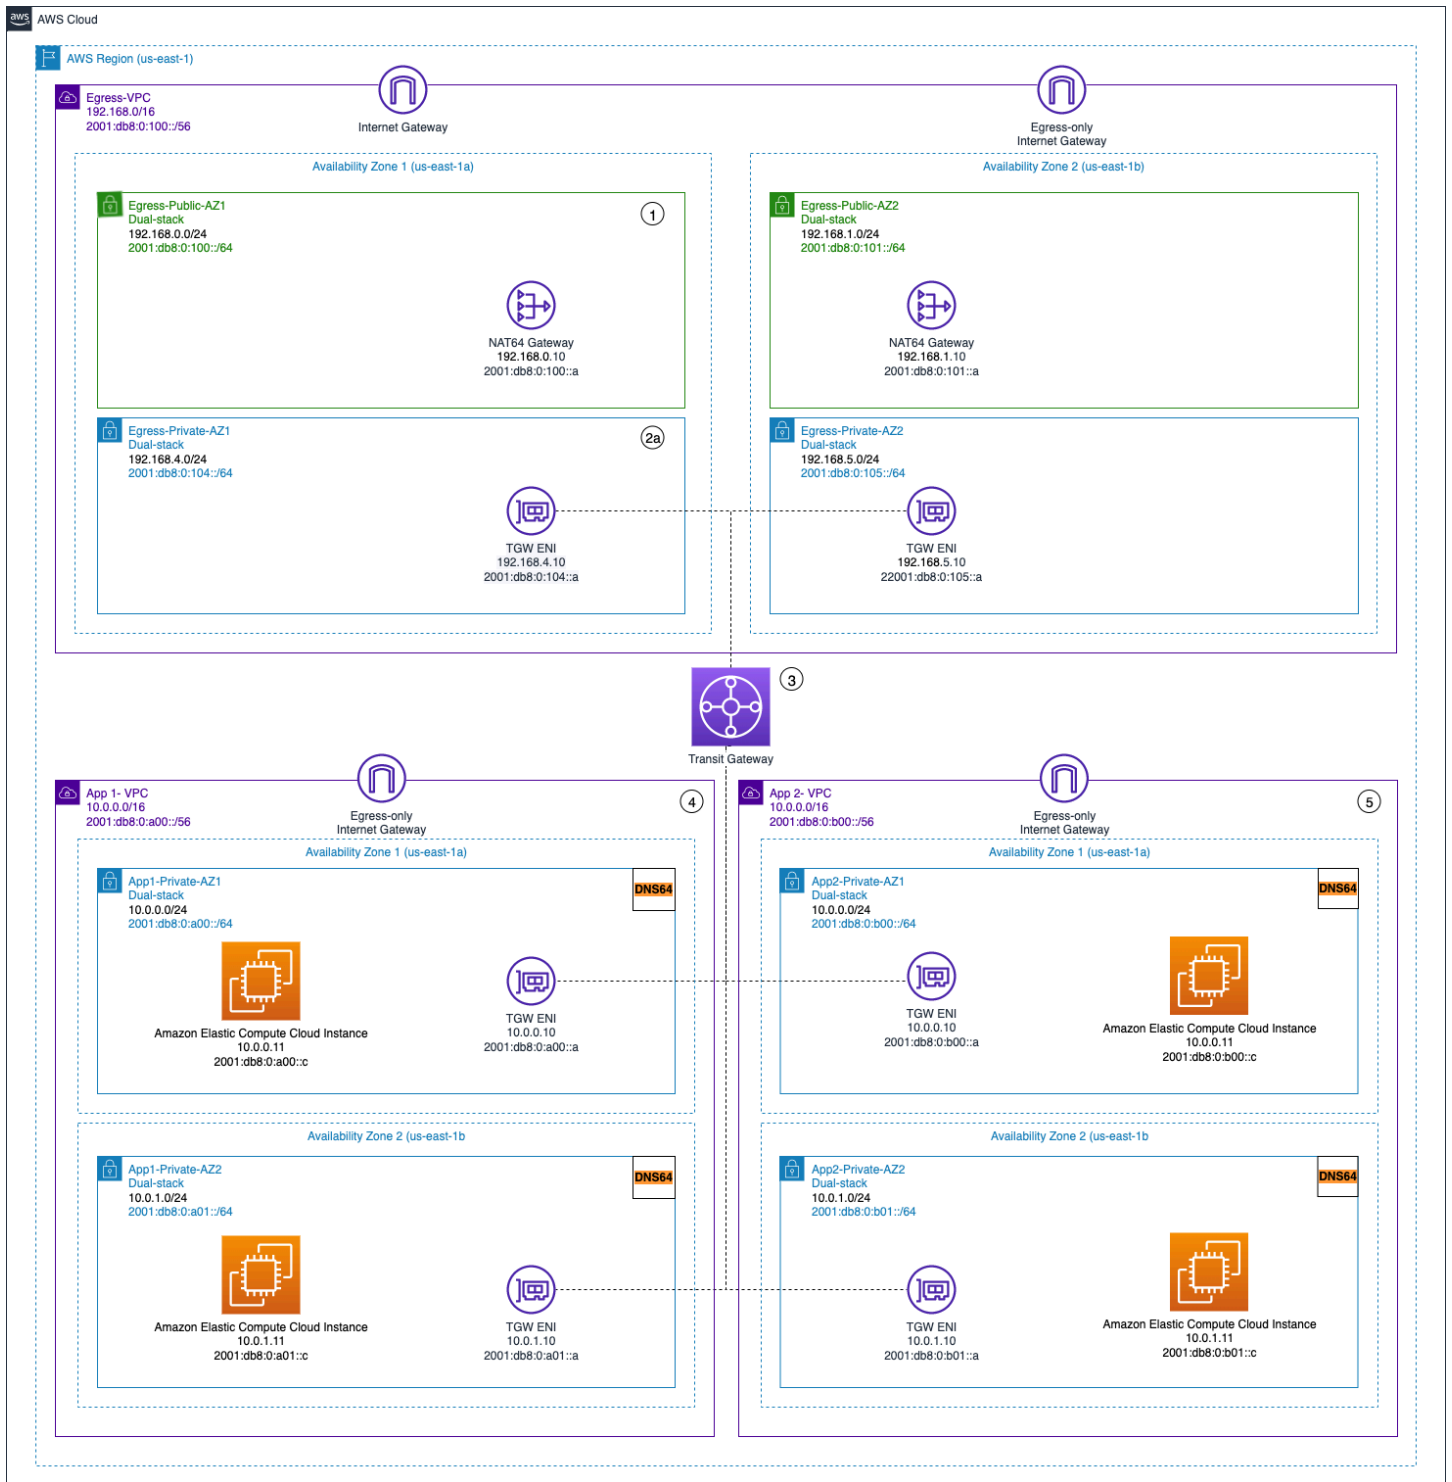 aws
AWS Cloud
AWS Region (us-east-1)
Egress-VPC
192.168.0/16
2001:db8:0:100::/56
Internet Gateway
Egress-only
Internet Gateway
Availability Zone 1 (us-east-1a)
Egress-Public-AZ1
Dual-stack
192.168.0.0/24
2001:db8:0:100::/64
1
NAT64 Gateway
192.168.0.10
2001:db8:0:100::a
Egress-Private-AZ1
Dual-stack
192.168.4.0/24
2001:db8:0:104::/64
2a
TGW ENI
192.168.4.10
2001:db8:0:104::a
Availability Zone 2 (us-east-1b)
Egress-Public-AZ2
Dual-stack
192.168.1.0/24
2001:db8:0:101::/64
NAT64 Gateway
192.168.1.10
2001:db8:0:101::a
Egress-Private-AZ2
Dual-stack
192.168.5.0/24
2001:db8:0:105::/64
TGW ENI
192.168.5.10
22001:db8:0:105::a
3
Transit Gateway
App 1- VPC
10.0.0.0/16
2001:db8:0:a00::/56
Egress-only
Internet Gateway
4
Availability Zone 1 (us-east-1a)
App1-Private-AZ1
Dual-stack
10.0.0.0/24
2001:db8:0:a00::/64
DNS64
Amazon Elastic Compute Cloud Instance
10.0.0.11
2001:db8:0:a00::c
TGW ENI
10.0.0.10
2001:db8:0:a00::a
Availability Zone 2 (us-east-1b
App1-Private-AZ2
Dual-stack
10.0.1.0/24
2001:db8:0:a01::/64
DNS64
Amazon Elastic Compute Cloud Instance
10.0.1.11
2001:db8:0:a01::c
TGW ENI
10.0.1.10
2001:db8:0:a01::a
App 2- VPC
10.0.0.0/16
2001:db8:0:b00::/56
Egress-only
Internet Gateway
5
Availability Zone 1 (us-east-1a)
App2-Private-AZ1
Dual-stack
10.0.0.0/24
2001:db8:0:b00::/64
DNS64
TGW ENI
10.0.0.10
2001:db8:0:b00::a
Amazon Elastic Compute Cloud Instance
10.0.0.11
2001:db8:0:b00::c
Availability Zone 2 (us-east-1b
App2-Private-AZ2
Dual-stack
10.0.1.0/24
2001:db8:0:b01::/64
DNS64
TGW ENI
10.0.1.10
2001:db8:0:b01::a
Amazon Elastic Compute Cloud Instance
10.0.1.11
2001:db8:0:b01::c